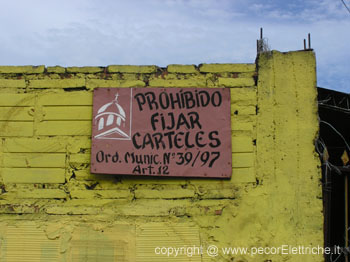 PROHIBIDO
FIJAR
CARTELES
Ord. Munic. Nº 39/97
Art. 12
copyright @ www.pecorElettriche.it